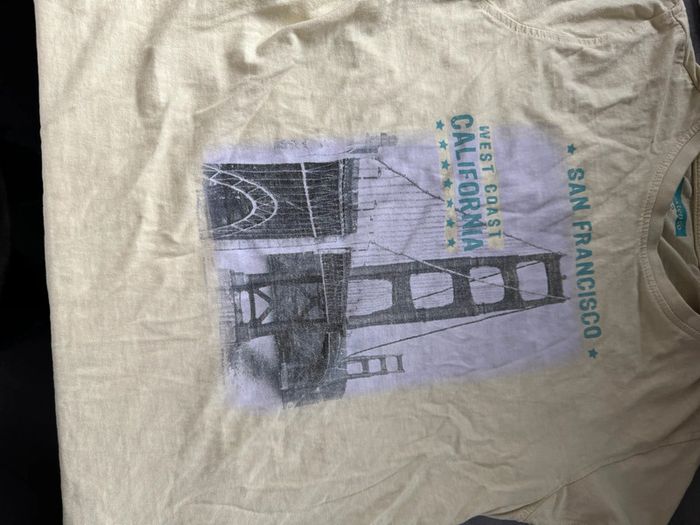 ★ SAN FRANCISCO ★
WEST COAST
CALIFORNIA
★ ★ ★ ★ ★ ★ ★